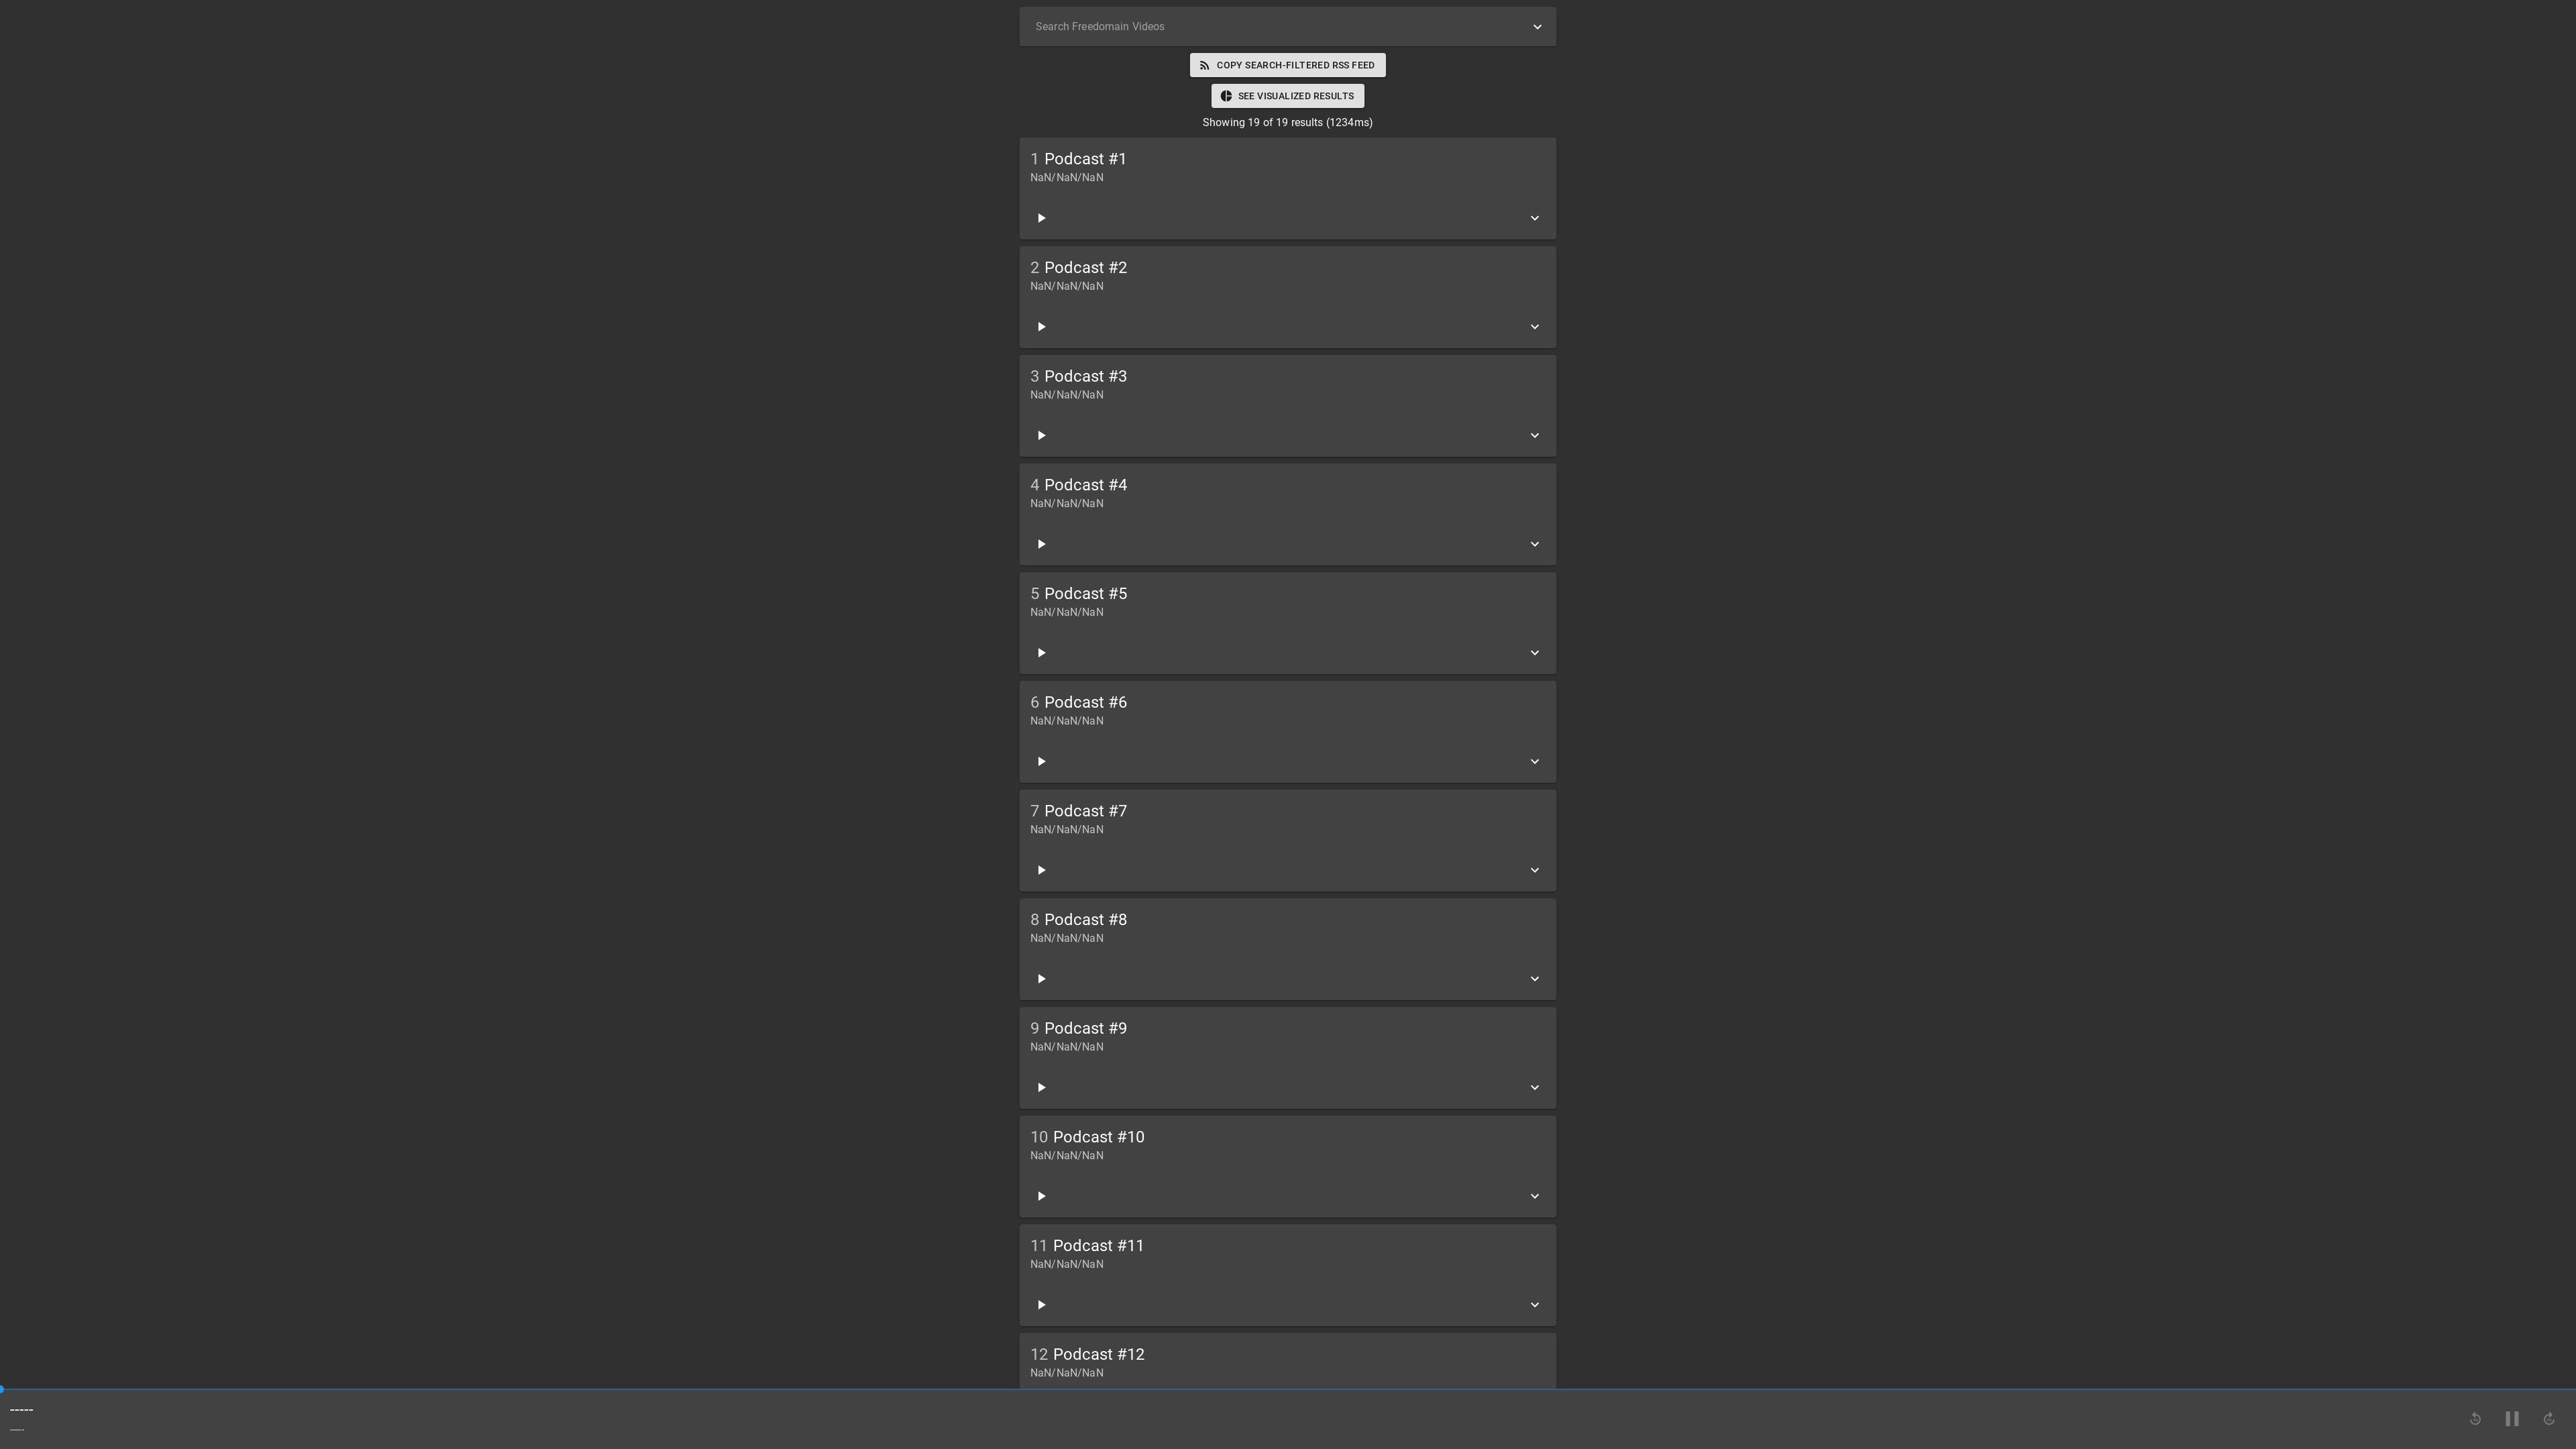 Search Freedomain Videos
COPY SEARCH-FILTERED RSS FEED
SEE VISUALIZED RESULTS
Showing 19 of 19 results (1234ms)
1 Podcast #1
NaN/NaN/NaN
2 Podcast #2
NaN/NaN/NaN
3 Podcast #3
NaN/NaN/NaN
4 Podcast #4
NaN/NaN/NaN
5 Podcast #5
NaN/NaN/NaN
6 Podcast #6
NaN/NaN/NaN
7 Podcast #7
NaN/NaN/NaN
8 Podcast #8
NaN/NaN/NaN
9 Podcast #9
NaN/NaN/NaN
10 Podcast #10
NaN/NaN/NaN
11 Podcast #11
NaN/NaN/NaN
12 Podcast #12
NaN/NaN/NaN
-----
----